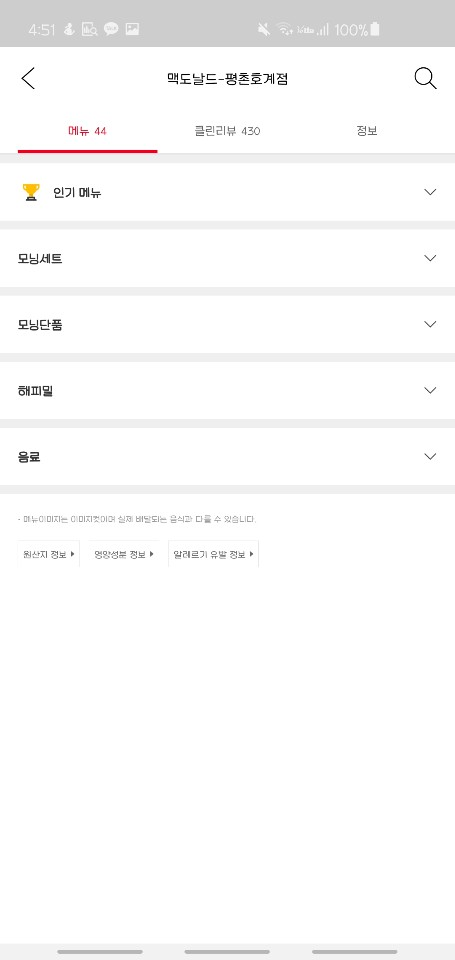 4:51
100%
맥도날드-평촌호계점
메뉴 44
클린리뷰 430
정보
인기 메뉴
모닝세트
모닝단품
해피밀
음료
- 메뉴이미지는 이미지컷이며 실제 배달되는 음식과 다를 수 있습니다.
원산지 정보
영양성분 정보
알레르기 유발 정보